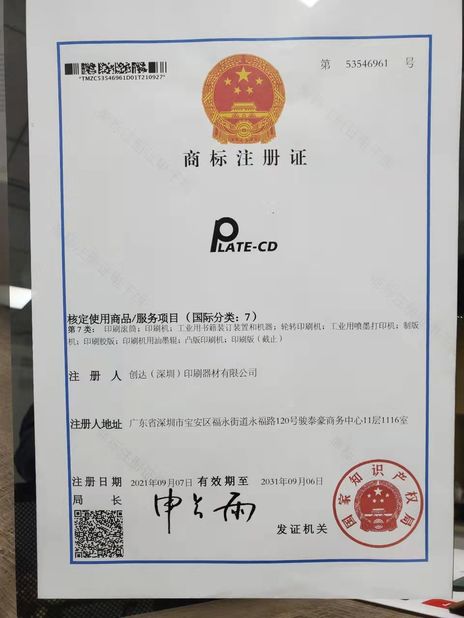 *TMZC53546961D01T210927*
第 53546961 号
商标注册证
PLATE-CD
核定使用商品/服务项目（国际分类：7）
第7类：印刷滚筒；印刷机；工业用书籍装订装置和机器；轮转印刷机；工业用喷墨打印机；制版
机；印刷胶版；印刷机用油墨辊；凸版印刷机；印刷版（截止）
注册人 创达（深圳）印刷器材有限公司
注册人地址 广东省深圳市宝安区福永街道永福路120号骏泰豪商务中心11层1116室
注册日期 2021年09月07日 有效期至 2031年09月06日
局长 申长雨
发证机关
国家知识产权局